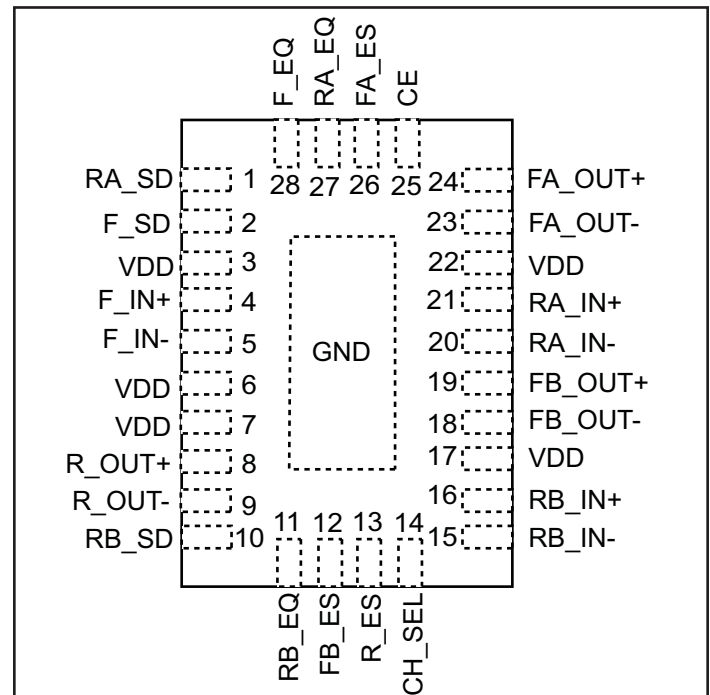 F_EQ
RA_EQ
FA_ES
CE
28 27 26 25
RA_SD 1
F_SD 2
VDD 3
F_IN+ 4
F_IN- 5
VDD 6
VDD 7
R_OUT+ 8
R_OUT- 9
RB_SD 10
GND
24 FA_OUT+
23 FA_OUT-
22 VDD
21 RA_IN+
20 RA_IN-
19 FB_OUT+
18 FB_OUT-
17 VDD
16 RB_IN+
15 RB_IN-
11 12 13 14
RB_EQ
FB_ES
R_ES
CH_SEL